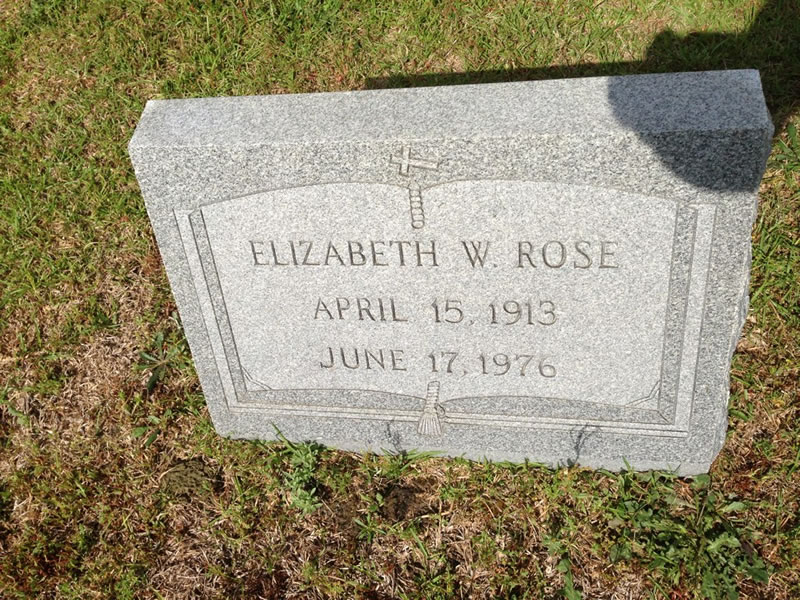 ELIZABETH W. ROSE
APRIL 15, 1913
JUNE 17, 1976